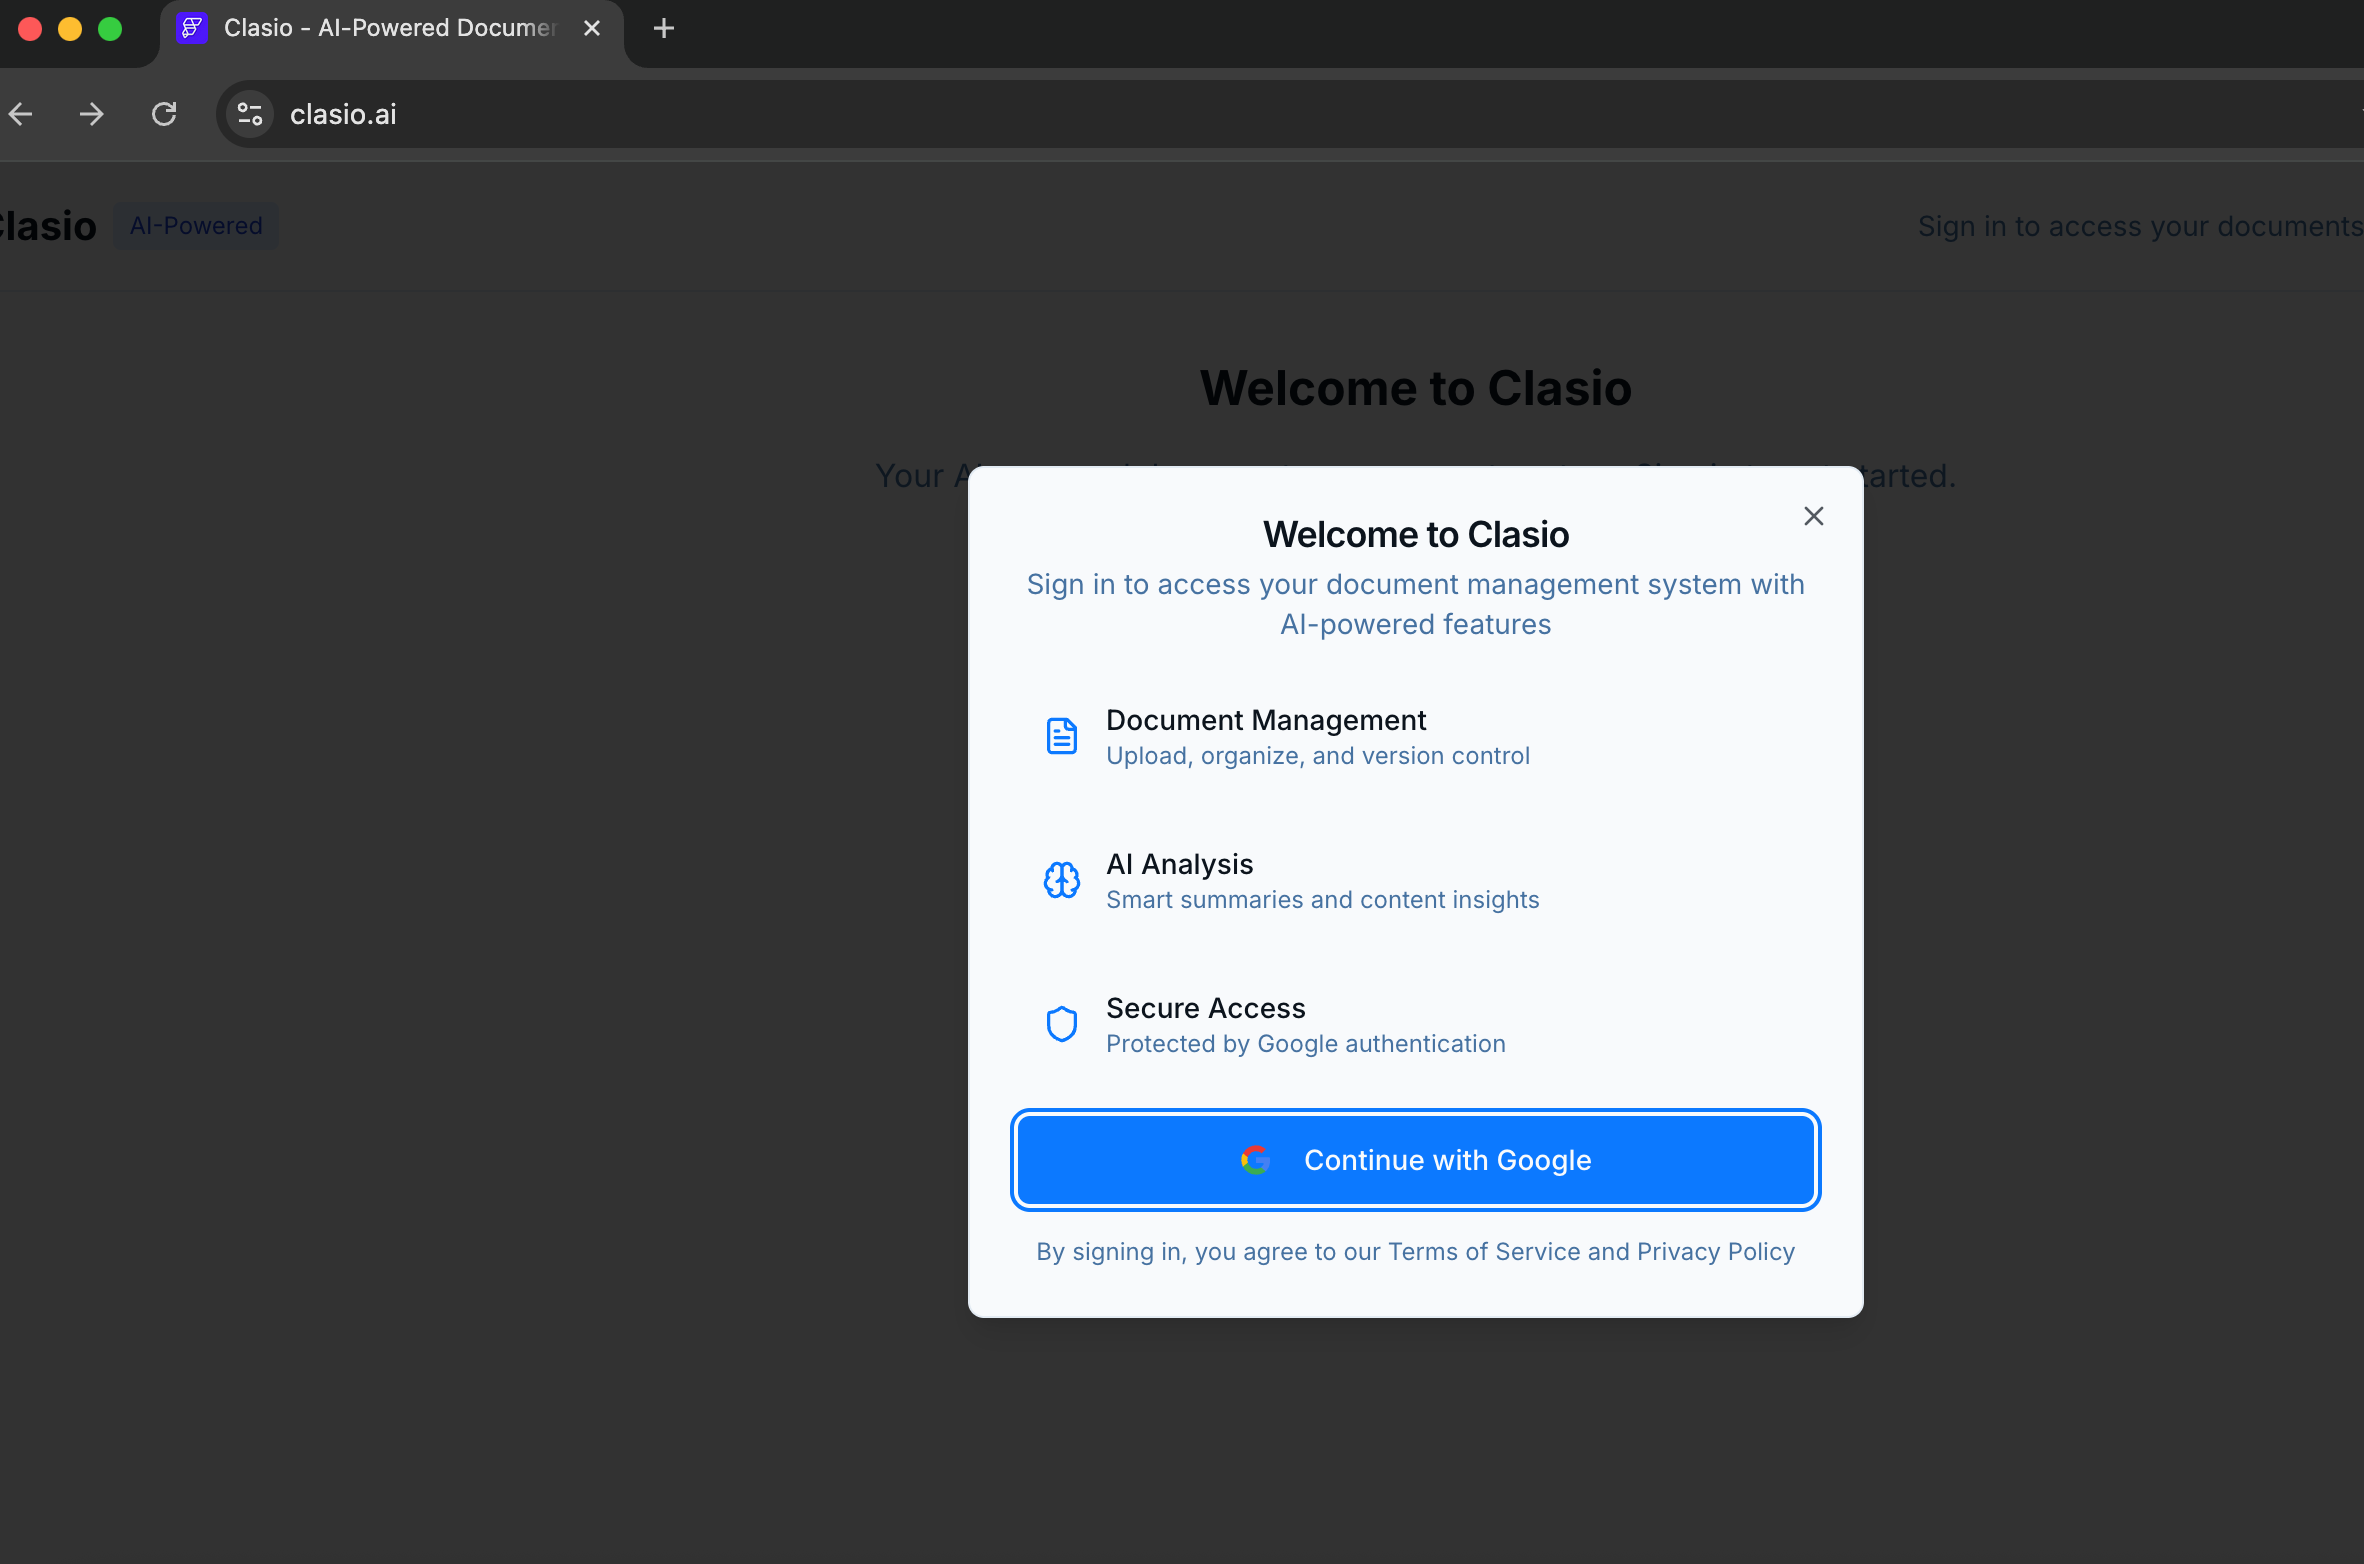 Clasio - AI-Powered Documen
clasio.ai
Clasio
AI-Powered
Sign in to access your documents
Welcome to Clasio
Your
tarted.
Welcome to Clasio
Sign in to access your document management system with
AI-powered features
Document Management
Upload, organize, and version control
AI Analysis
Smart summaries and content insights
Secure Access
Protected by Google authentication
Continue with Google
By signing in, you agree to our Terms of Service and Privacy Policy